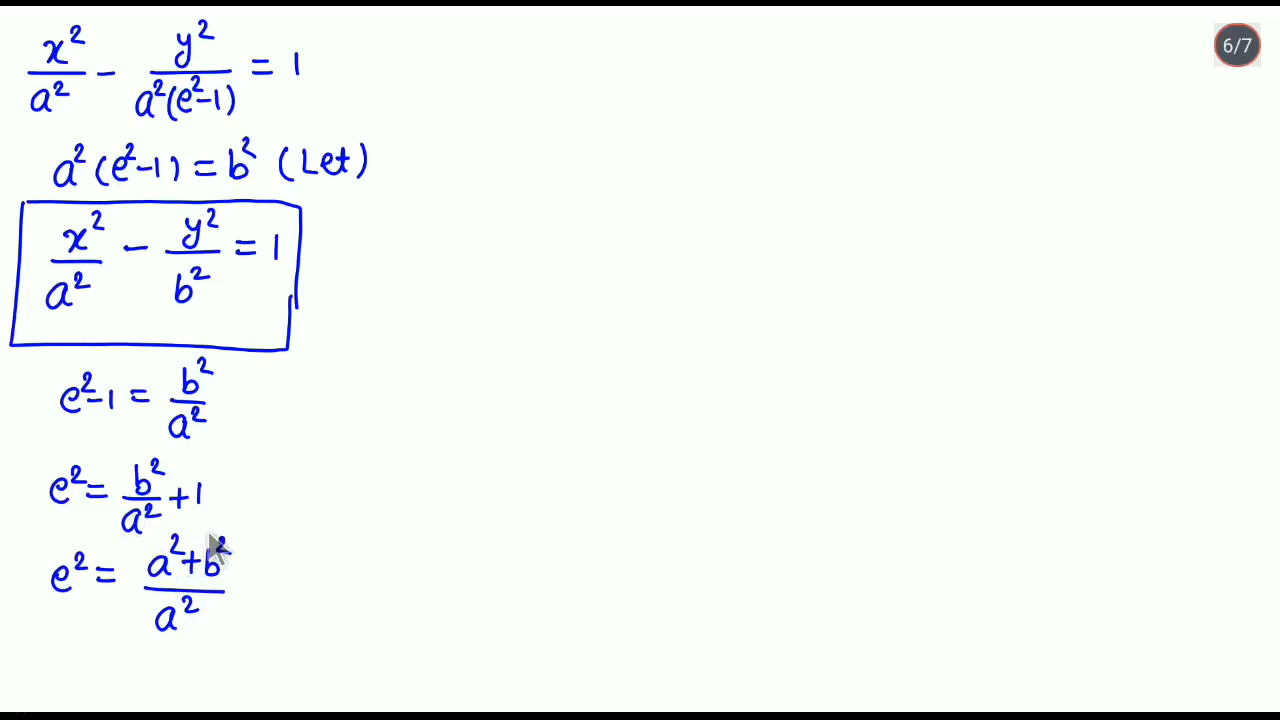 x²/a² - y²/a²(e²-1) = 1
6/7
a²(e²-1) = b² (Let)
x²/a² - y²/b² = 1
e²-1 = b²/a²
e² = b²/a² + 1
e² = a²+b²/a²